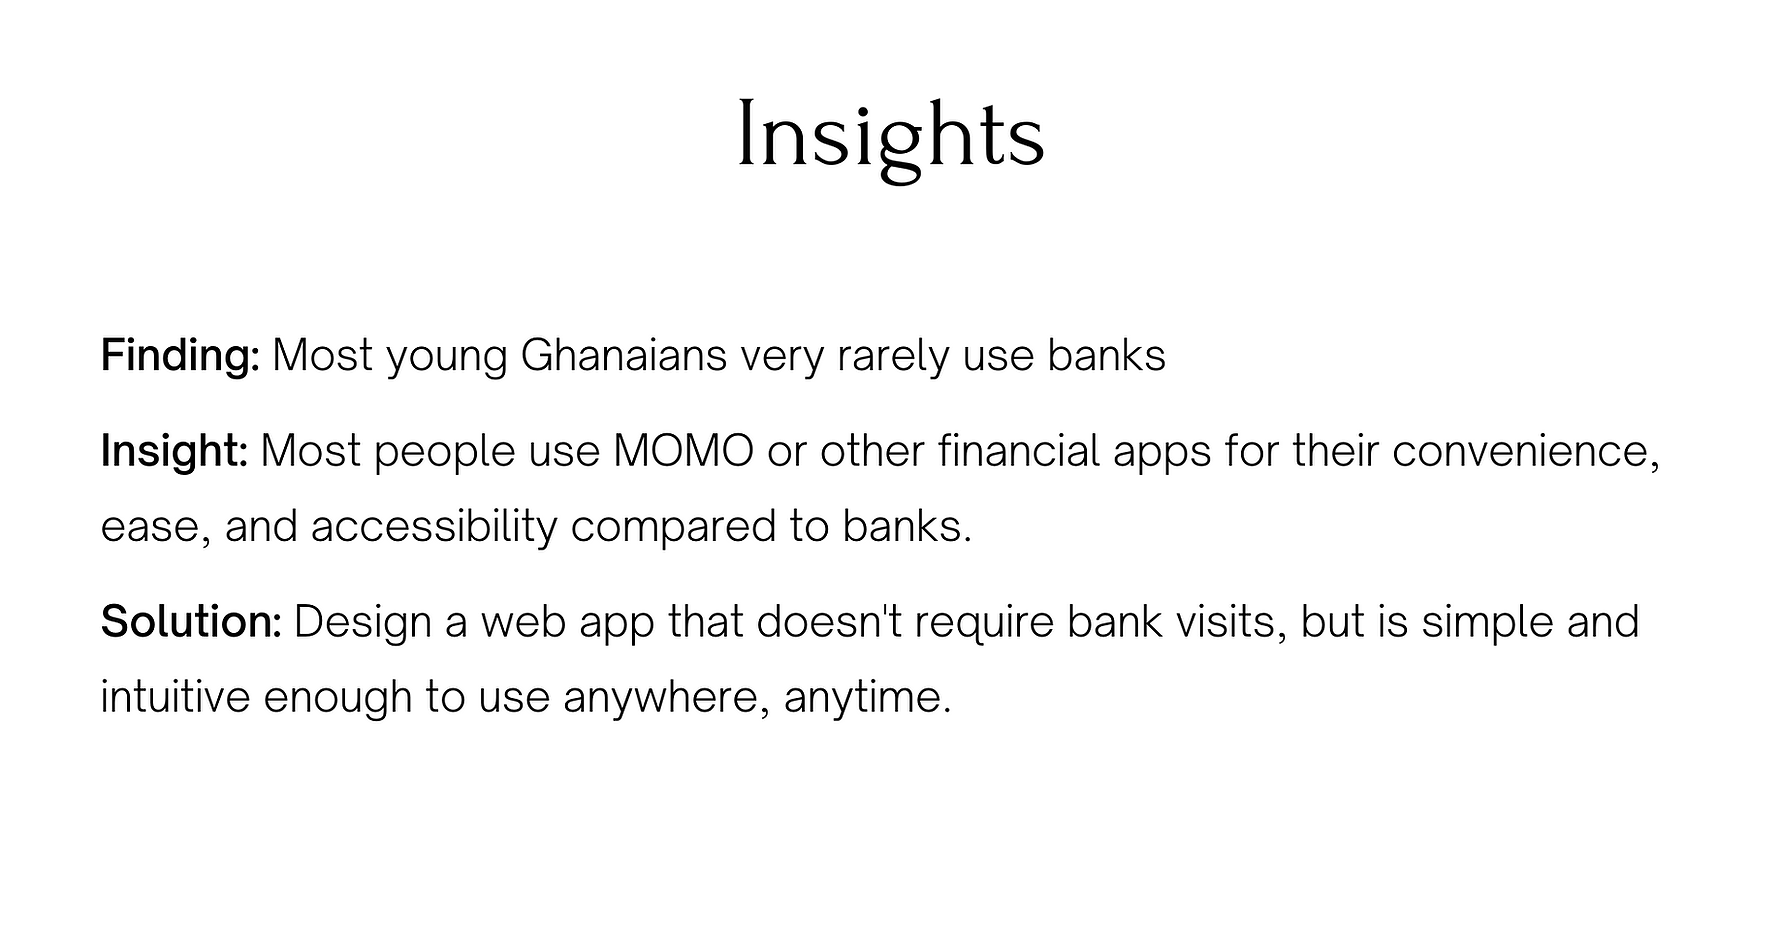 Insights
Finding: Most young Ghanaians very rarely use banks
Insight: Most people use MOMO or other financial apps for their convenience,
ease, and accessibility compared to banks.
Solution: Design a web app that doesn't require bank visits, but is simple and
intuitive enough to use anywhere, anytime.